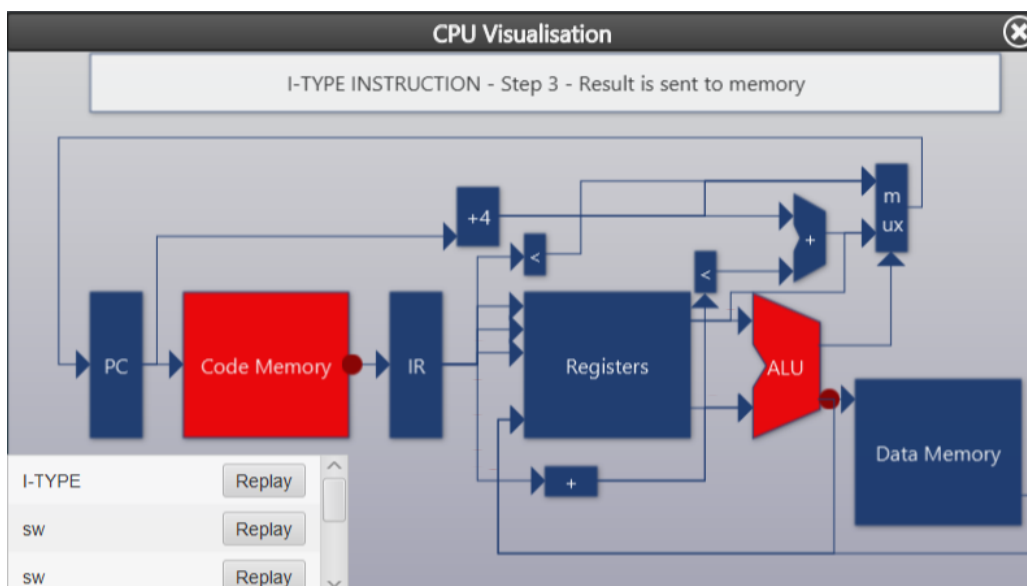 CPU Visualisation
I-TYPE INSTRUCTION - Step 3 - Result is sent to memory
m
ux
+4
+
<
<
PC
Code Memory
IR
Registers
ALU
Data Memory
+
I-TYPE Replay
sw Replay
sw Replay